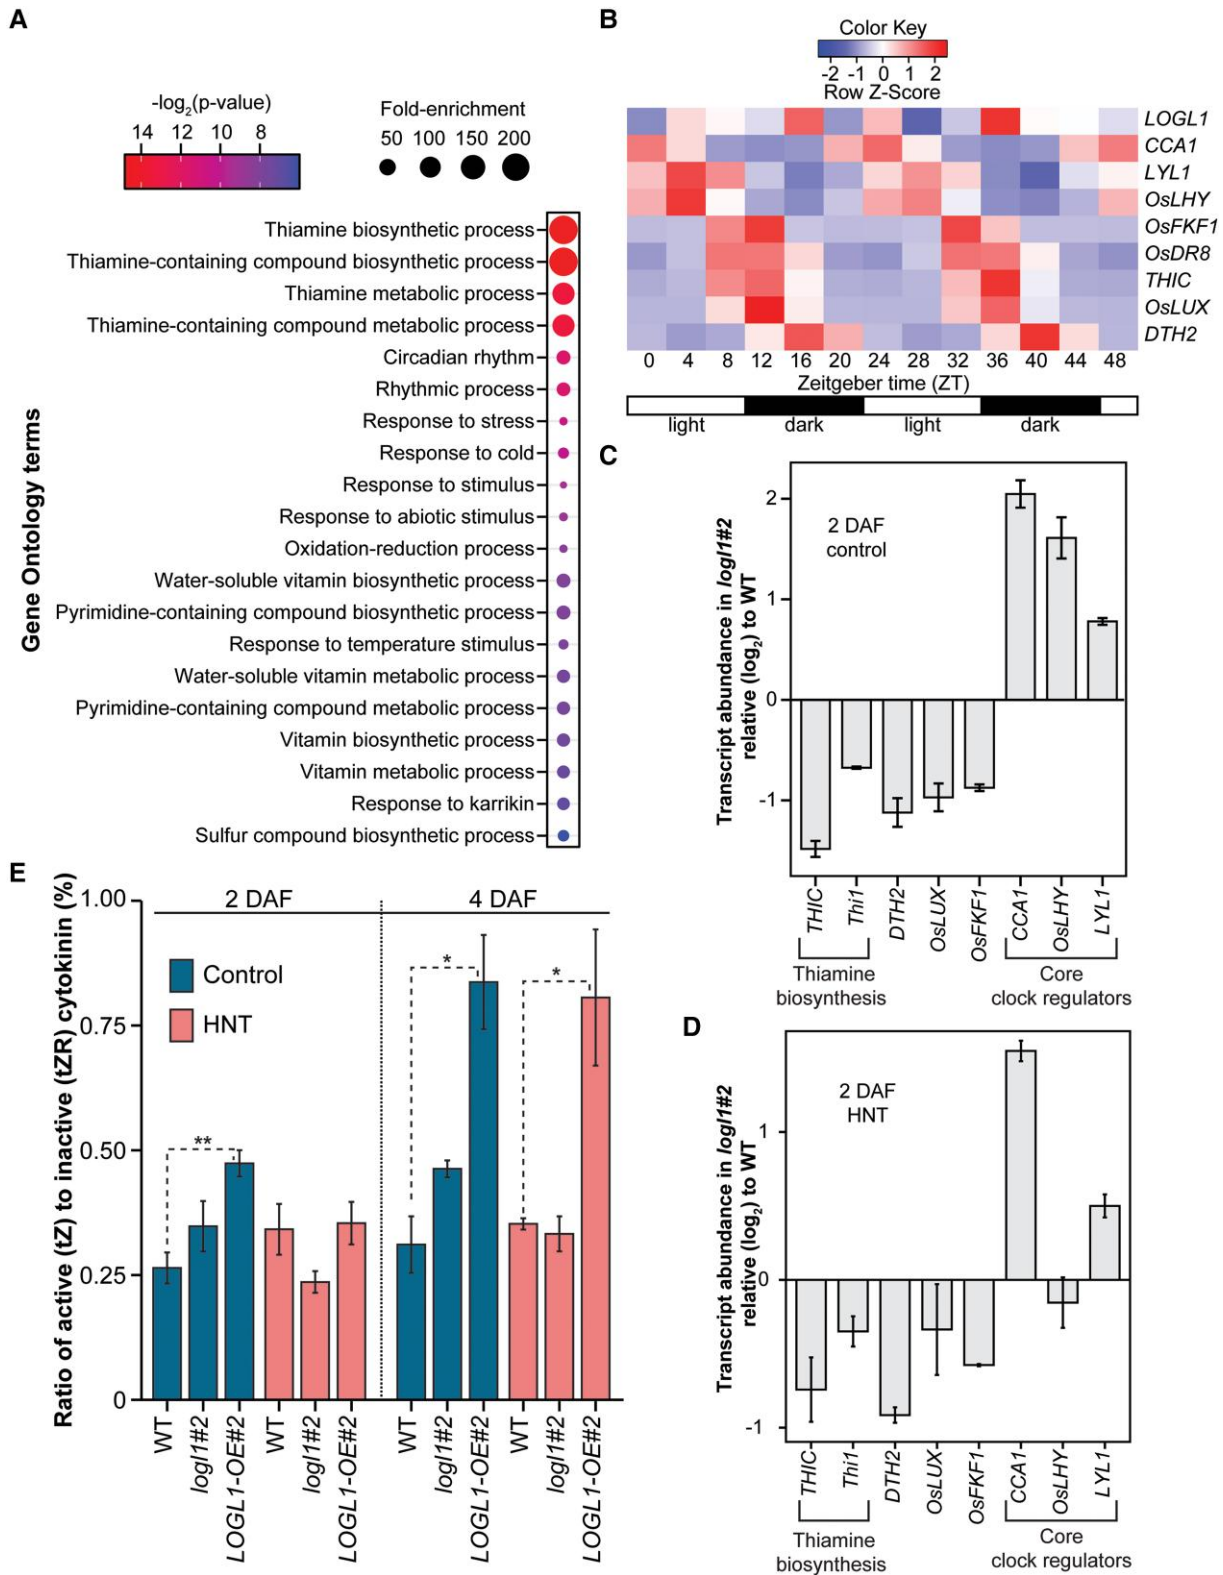 A
-log2(p-value)
14 12 10 8
Fold-enrichment
50 100 150 200
Gene Ontology terms
Thiamine biosynthetic process
Thiamine-containing compound biosynthetic process
Thiamine metabolic process
Thiamine-containing compound metabolic process
Circadian rhythm
Rhythmic process
Response to stress
Response to cold
Response to stimulus
Response to abiotic stimulus
Oxidation-reduction process
Water-soluble vitamin biosynthetic process
Pyrimidine-containing compound biosynthetic process
Response to temperature stimulus
Water-soluble vitamin metabolic process
Pyrimidine-containing compound metabolic process
Vitamin biosynthetic process
Vitamin metabolic process
Response to karrikin
Sulfur compound biosynthetic process
B
Color Key
-2 -1 0 1 2
Row Z-Score
LOGL1
CCA1
LYL1
OsLHY
OsFKF1
OsDR8
THIC
OsLUX
DTH2
0 4 8 12 16 20 24 28 32 36 40 44 48
Zeitgeber time (ZT)
light dark light dark
C
Transcript abundance in logl1#2
relative (log2) to WT
2
1
0
-1
2 DAF
control
THIC Thi1 DTH2 OsLUX OsFKF1 CCA1 OsLHY LYL1
Thiamine
biosynthesis
Core
clock regulators
D
Transcript abundance in logl1#2
relative (log2) to WT
1
0
-1
2 DAF
HNT
THIC Thi1 DTH2 OsLUX OsFKF1 CCA1 OsLHY LYL1
Thiamine
biosynthesis
Core
clock regulators
E
Ratio of active (tZ) to inactive (tZR) cytokinin (%)
1.00
0.75
0.50
0.25
0
2 DAF 4 DAF
Control
HNT
**
*
*
WT logl1#2 LOGL1-OE#2 WT logl1#2 LOGL1-OE#2 WT logl1#2 LOGL1-OE#2 WT logl1#2 LOGL1-OE#2